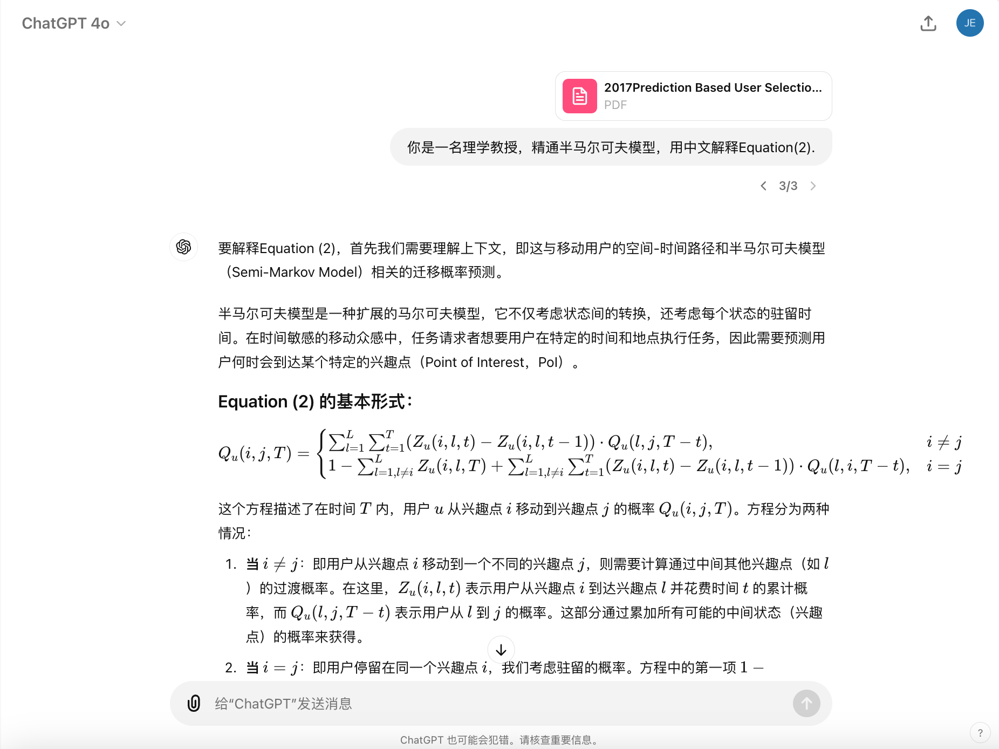 ChatGPT 4o
JE
2017Prediction Based User Selectio...
PDF
你是一名理学教授，精通半马尔可夫模型，用中文解释Equation(2).
3/3
要解释Equation (2)，首先我们需要理解上下文，即这与移动用户的空间-时间路径和半马尔可夫模型
（Semi-Markov Model）相关的迁移概率预测。
半马尔可夫模型是一种扩展的马尔可夫模型，它不仅考虑状态间的转换，还考虑每个状态的驻留时
间。在时间敏感的移动众感中，任务请求者想要用户在特定的时间和地点执行任务，因此需要预测用
户何时会到达某个特定的兴趣点（Point of Interest，PoI）。
Equation (2) 的基本形式：
$Q_u(i,j,T) = \begin{cases} \sum_{l=1}^{L} \sum_{t=1}^{T} (Z_u(i,l,t) - Z_u(i,l,t-1)) \cdot Q_u(l,j,T-t), & i \neq j \\ 1 - \sum_{l=1,l\neq i}^{L} Z_u(i,l,T) + \sum_{l=1,l\neq i}^{L} \sum_{t=1}^{T} (Z_u(i,l,t) - Z_u(i,l,t-1)) \cdot Q_u(l,i,T-t), & i = j \end{cases}$
这个方程描述了在时间 T 内，用户 u 从兴趣点 i 移动到兴趣点 j 的概率 $Q_u(i,j,T)$。方程分为两种
情况：
1. 当 i ≠ j：即用户从兴趣点 i 移动到一个不同的兴趣点 j，则需要计算通过中间其他兴趣点（如 l
）的过渡概率。在这里，$Z_u(i,l,t)$ 表示用户从兴趣点 i 到达兴趣点 l 并花费时间 t 的累计概
率，而 $Q_u(l,j,T-t)$ 表示用户从 l 到 j 的概率。这部分通过累加所有可能的中间状态（兴趣
点）的概率来获得。
2. 当 i = j：即用户停留在同一个兴趣点 i，我们考虑驻留的概率。方程中的第一项 1 −
给“ChatGPT”发送消息
ChatGPT 也可能会犯错。请核查重要信息。
?